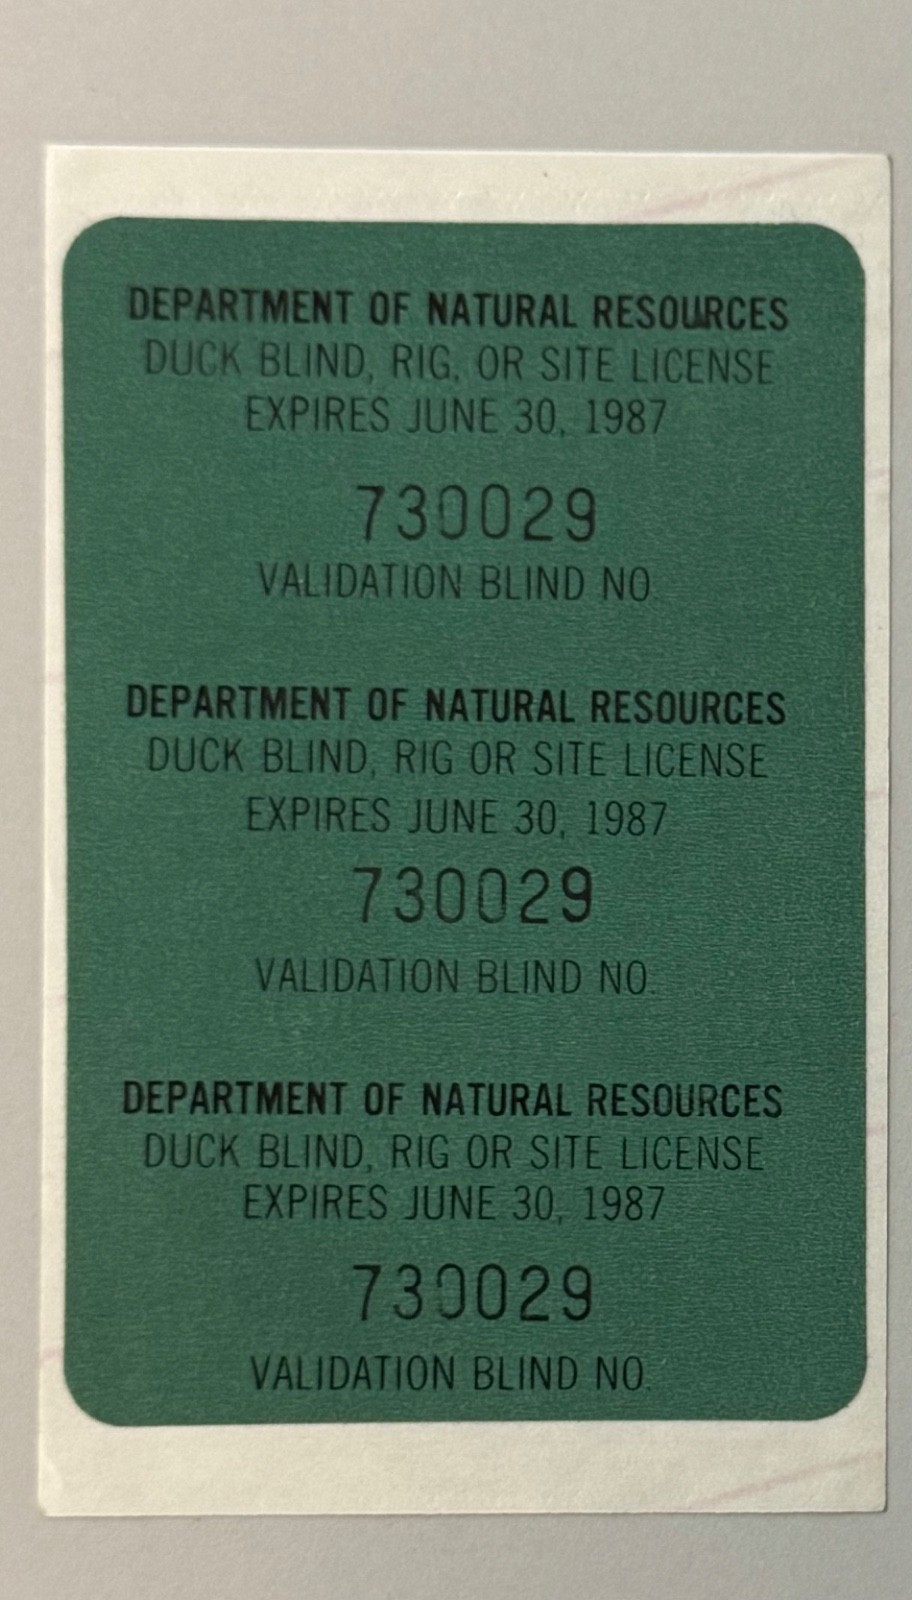 DEPARTMENT OF NATURAL RESOURCES
DUCK BLIND, RIG, OR SITE LICENSE
EXPIRES JUNE 30, 1987
730029
VALIDATION BLIND NO.
DEPARTMENT OF NATURAL RESOURCES
DUCK BLIND, RIG OR SITE LICENSE
EXPIRES JUNE 30, 1987
730029
VALIDATION BLIND NO.
DEPARTMENT OF NATURAL RESOURCES
DUCK BLIND, RIG OR SITE LICENSE
EXPIRES JUNE 30, 1987
730029
VALIDATION BLIND NO.